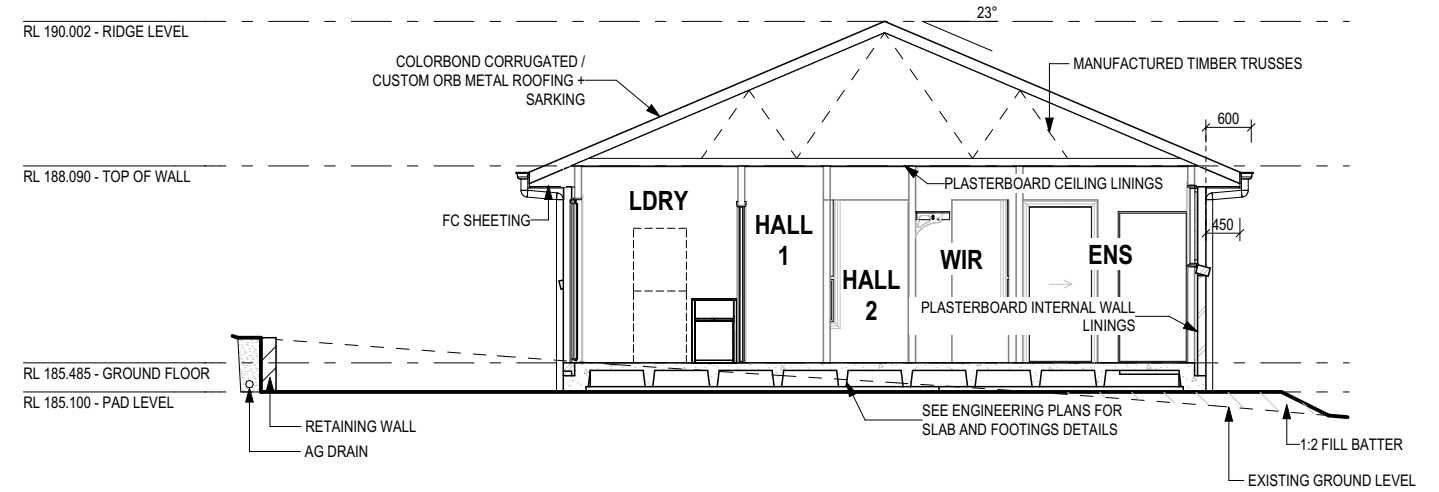 RL 190.002 - RIDGE LEVEL
23°
COLORBOND CORRUGATED /
CUSTOM ORB METAL ROOFING +
SARKING
MANUFACTURED TIMBER TRUSSES
600
RL 188.090 - TOP OF WALL
FC SHEETING
PLASTERBOARD CEILING LININGS
LDRY
HALL
1
HALL
2
WIR
ENS
450
PLASTERBOARD INTERNAL WALL
LININGS
RL 185.485 - GROUND FLOOR
RL 185.100 - PAD LEVEL
RETAINING WALL
AG DRAIN
SEE ENGINEERING PLANS FOR
SLAB AND FOOTINGS DETAILS
1:2 FILL BATTER
EXISTING GROUND LEVEL